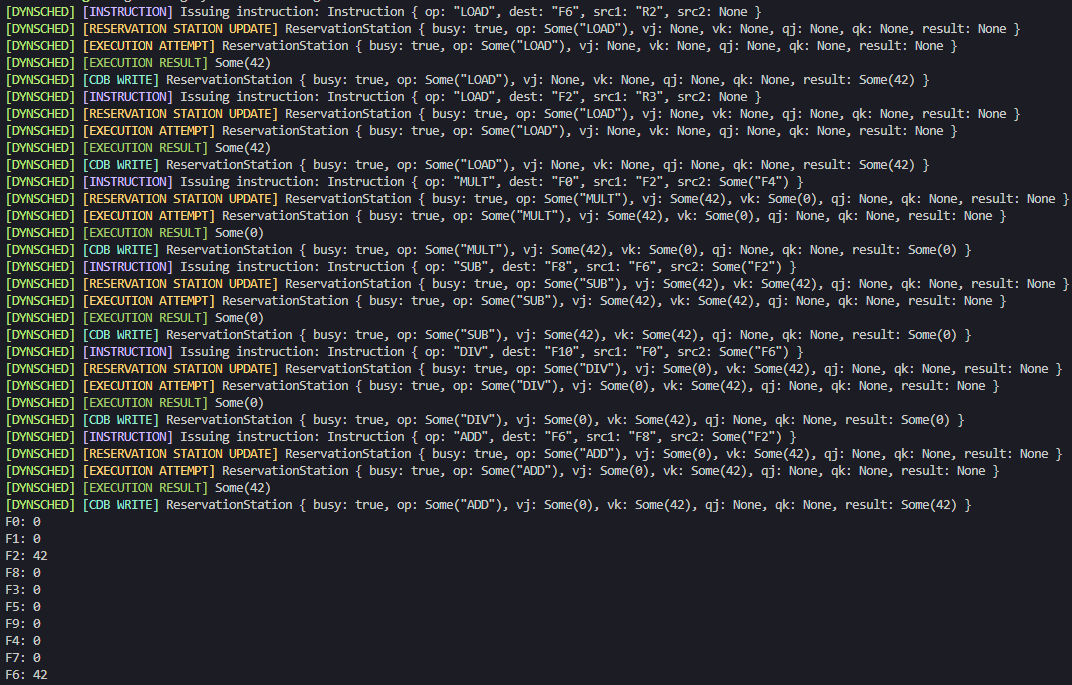 [DYNSCHED] [INSTRUCTION] Issuing instruction: Instruction { op: "LOAD", dest: "F6", src1: "R2", src2: None }
[DYNSCHED] [RESERVATION STATION UPDATE] ReservationStation { busy: true, op: Some("LOAD"), vj: None, vk: None, qj: None, qk: None, result: None }
[DYNSCHED] [EXECUTION ATTEMPT] ReservationStation { busy: true, op: Some("LOAD"), vj: None, vk: None, qj: None, qk: None, result: None }
[DYNSCHED] [EXECUTION RESULT] Some(42)
[DYNSCHED] [CDB WRITE] ReservationStation { busy: true, op: Some("LOAD"), vj: None, vk: None, qj: None, qk: None, result: Some(42) }
[DYNSCHED] [INSTRUCTION] Issuing instruction: Instruction { op: "LOAD", dest: "F2", src1: "R3", src2: None }
[DYNSCHED] [RESERVATION STATION UPDATE] ReservationStation { busy: true, op: Some("LOAD"), vj: None, vk: None, qj: None, qk: None, result: None }
[DYNSCHED] [EXECUTION ATTEMPT] ReservationStation { busy: true, op: Some("LOAD"), vj: None, vk: None, qj: None, qk: None, result: None }
[DYNSCHED] [EXECUTION RESULT] Some(42)
[DYNSCHED] [CDB WRITE] ReservationStation { busy: true, op: Some("LOAD"), vj: None, vk: None, qj: None, qk: None, result: Some(42) }
[DYNSCHED] [INSTRUCTION] Issuing instruction: Instruction { op: "MULT", dest: "F0", src1: "F2", src2: Some("F4") }
[DYNSCHED] [RESERVATION STATION UPDATE] ReservationStation { busy: true, op: Some("MULT"), vj: Some(42), vk: Some(0), qj: None, qk: None, result: None }
[DYNSCHED] [EXECUTION ATTEMPT] ReservationStation { busy: true, op: Some("MULT"), vj: Some(42), vk: Some(0), qj: None, qk: None, result: None }
[DYNSCHED] [EXECUTION RESULT] Some(0)
[DYNSCHED] [CDB WRITE] ReservationStation { busy: true, op: Some("MULT"), vj: Some(42), vk: Some(0), qj: None, qk: None, result: Some(0) }
[DYNSCHED] [INSTRUCTION] Issuing instruction: Instruction { op: "SUB", dest: "F8", src1: "F6", src2: Some("F2") }
[DYNSCHED] [RESERVATION STATION UPDATE] ReservationStation { busy: true, op: Some("SUB"), vj: Some(42), vk: Some(42), qj: None, qk: None, result: None }
[DYNSCHED] [EXECUTION ATTEMPT] ReservationStation { busy: true, op: Some("SUB"), vj: Some(42), vk: Some(42), qj: None, qk: None, result: None }
[DYNSCHED] [EXECUTION RESULT] Some(0)
[DYNSCHED] [CDB WRITE] ReservationStation { busy: true, op: Some("SUB"), vj: Some(42), vk: Some(42), qj: None, qk: None, result: Some(0) }
[DYNSCHED] [INSTRUCTION] Issuing instruction: Instruction { op: "DIV", dest: "F10", src1: "F0", src2: Some("F6") }
[DYNSCHED] [RESERVATION STATION UPDATE] ReservationStation { busy: true, op: Some("DIV"), vj: Some(0), vk: Some(42), qj: None, qk: None, result: None }
[DYNSCHED] [EXECUTION ATTEMPT] ReservationStation { busy: true, op: Some("DIV"), vj: Some(0), vk: Some(42), qj: None, qk: None, result: None }
[DYNSCHED] [EXECUTION RESULT] Some(0)
[DYNSCHED] [CDB WRITE] ReservationStation { busy: true, op: Some("DIV"), vj: Some(0), vk: Some(42), qj: None, qk: None, result: Some(0) }
[DYNSCHED] [INSTRUCTION] Issuing instruction: Instruction { op: "ADD", dest: "F6", src1: "F8", src2: Some("F2") }
[DYNSCHED] [RESERVATION STATION UPDATE] ReservationStation { busy: true, op: Some("ADD"), vj: Some(0), vk: Some(42), qj: None, qk: None, result: None }
[DYNSCHED] [EXECUTION ATTEMPT] ReservationStation { busy: true, op: Some("ADD"), vj: Some(0), vk: Some(42), qj: None, qk: None, result: None }
[DYNSCHED] [EXECUTION RESULT] Some(42)
[DYNSCHED] [CDB WRITE] ReservationStation { busy: true, op: Some("ADD"), vj: Some(0), vk: Some(42), qj: None, qk: None, result: Some(42) }
F0: 0
F1: 0
F2: 42
F8: 0
F3: 0
F5: 0
F9: 0
F4: 0
F7: 0
F6: 42